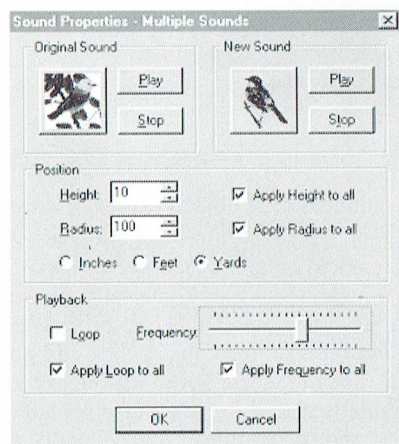 Sound Properties - Multiple Sounds
Original Sound
Play
Stop
New Sound
Play
Stop
Position
Height: 10
Apply Height to all
Radius: 100
Apply Radius to all
Inches Feet Yards
Playback
Loop
Frequency:
Apply Loop to all
Apply Frequency to all
OK Cancel